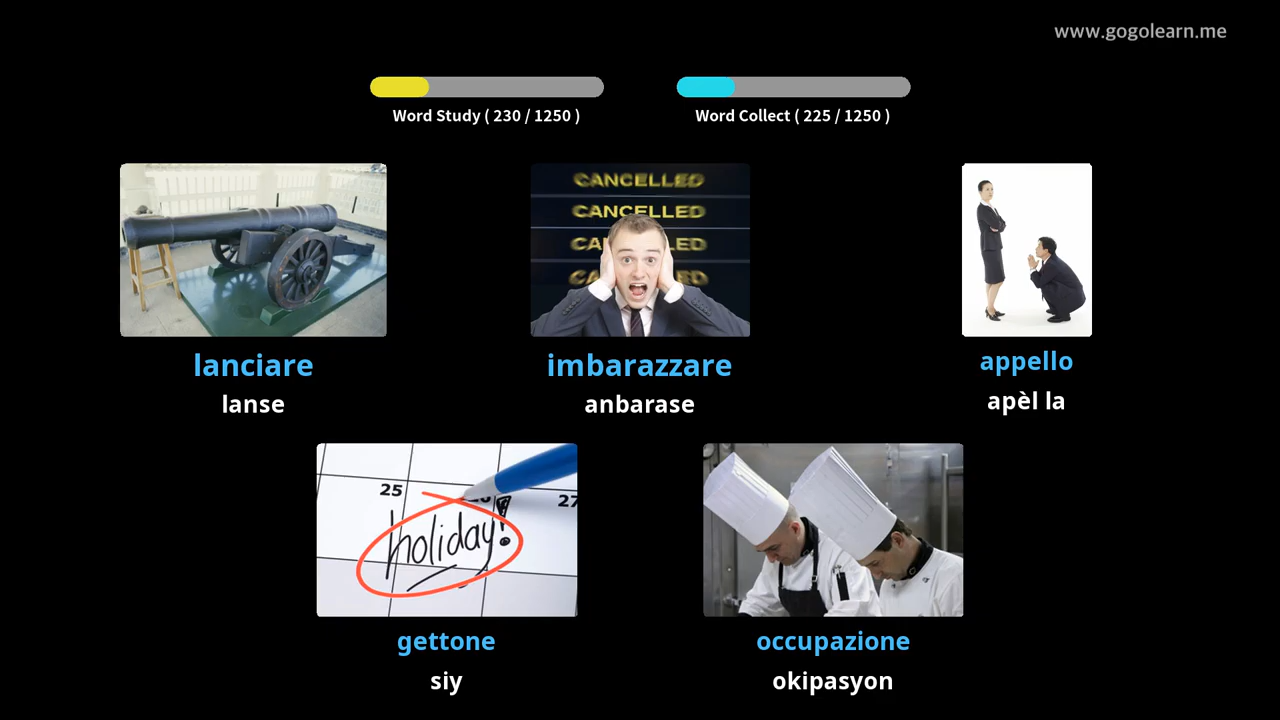 www.gogolearn.me
Word Study ( 230 / 1250 )
Word Collect ( 225 / 1250 )
CANCELLED
CANCELLED
lanciare
lanse
imbarazzare
anbarase
appello
apèl la
25
27
holiday!
gettone
siy
occupazione
okipasyon